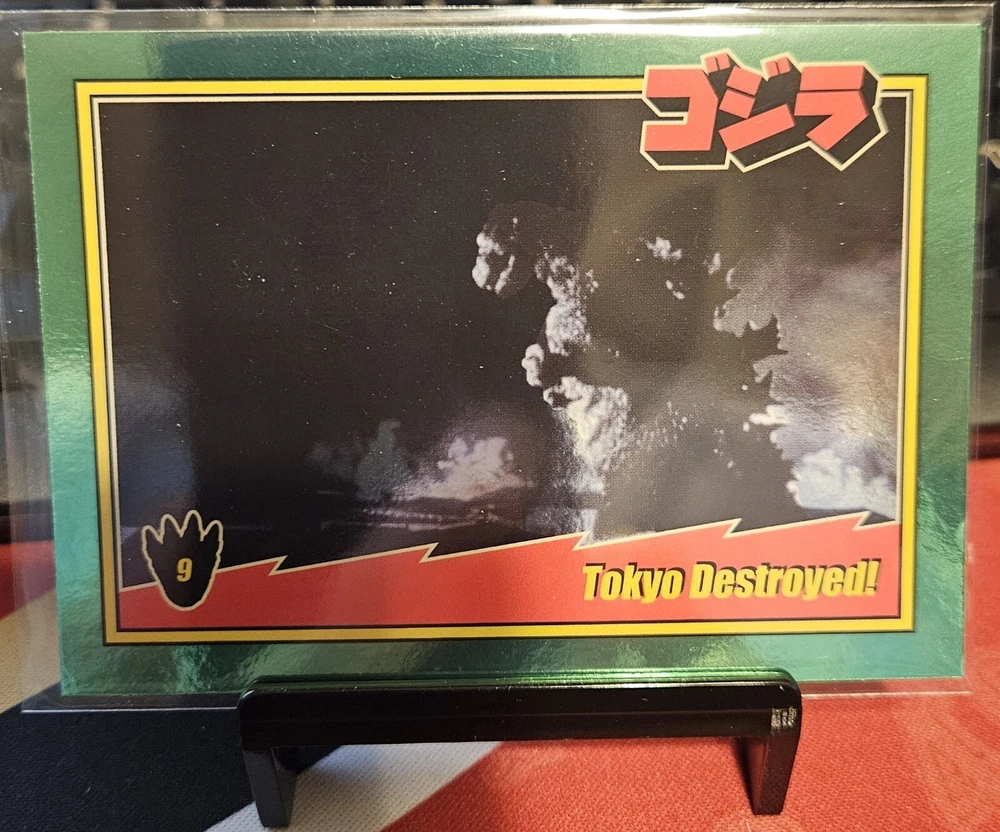 ゴジラ
9
Tokyo Destroyed!